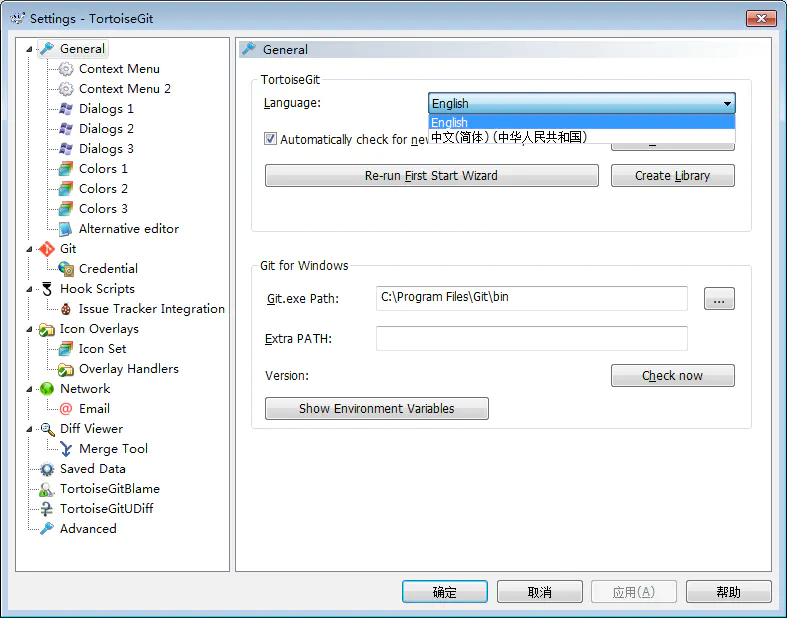 Settings - TortoiseGit
General
Context Menu
Context Menu 2
Dialogs 1
Dialogs 2
Dialogs 3
Colors 1
Colors 2
Colors 3
Alternative editor
Git
Credential
Hook Scripts
Issue Tracker Integration
Icon Overlays
Icon Set
Overlay Handlers
Network
Email
Diff Viewer
Merge Tool
Saved Data
TortoiseGitBlame
TortoiseGitUDiff
Advanced
General
TortoiseGit
Language:
English
English
中文(简体) (中华人民共和国)
Automatically check for
Re-run First Start Wizard
Create Library
Git for Windows
Git.exe Path:
C:\Program Files\Git\bin
...
Extra PATH:
Version:
Check now
Show Environment Variables
确定
取消
应用(A)
帮助